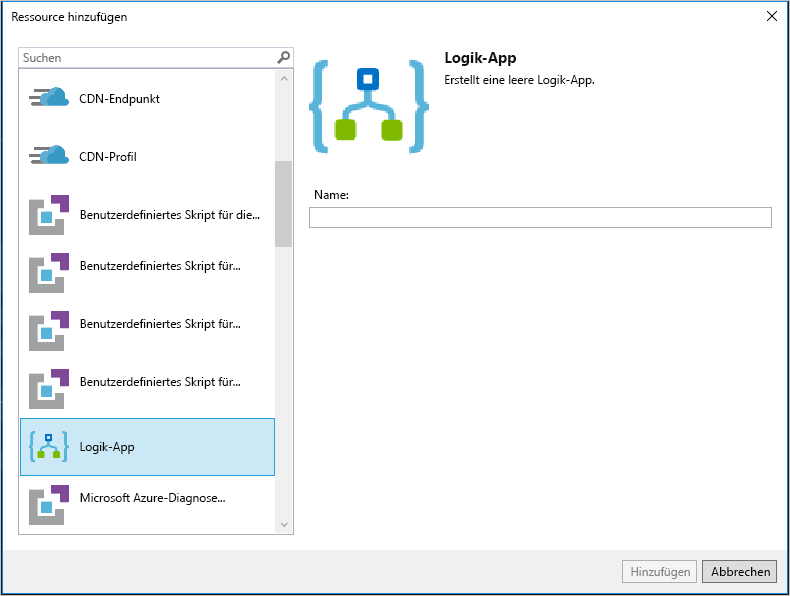 Ressource hinzufügen
Suchen
CDN-Endpunkt
CDN-Profil
Benutzerdefiniertes Skript für die...
Benutzerdefiniertes Skript für...
Benutzerdefiniertes Skript für...
Benutzerdefiniertes Skript für...
Logik-App
Microsoft Azure-Diagnose...
Logik-App
Erstellt eine leere Logik-App.
Name:
Hinzufügen
Abbrechen